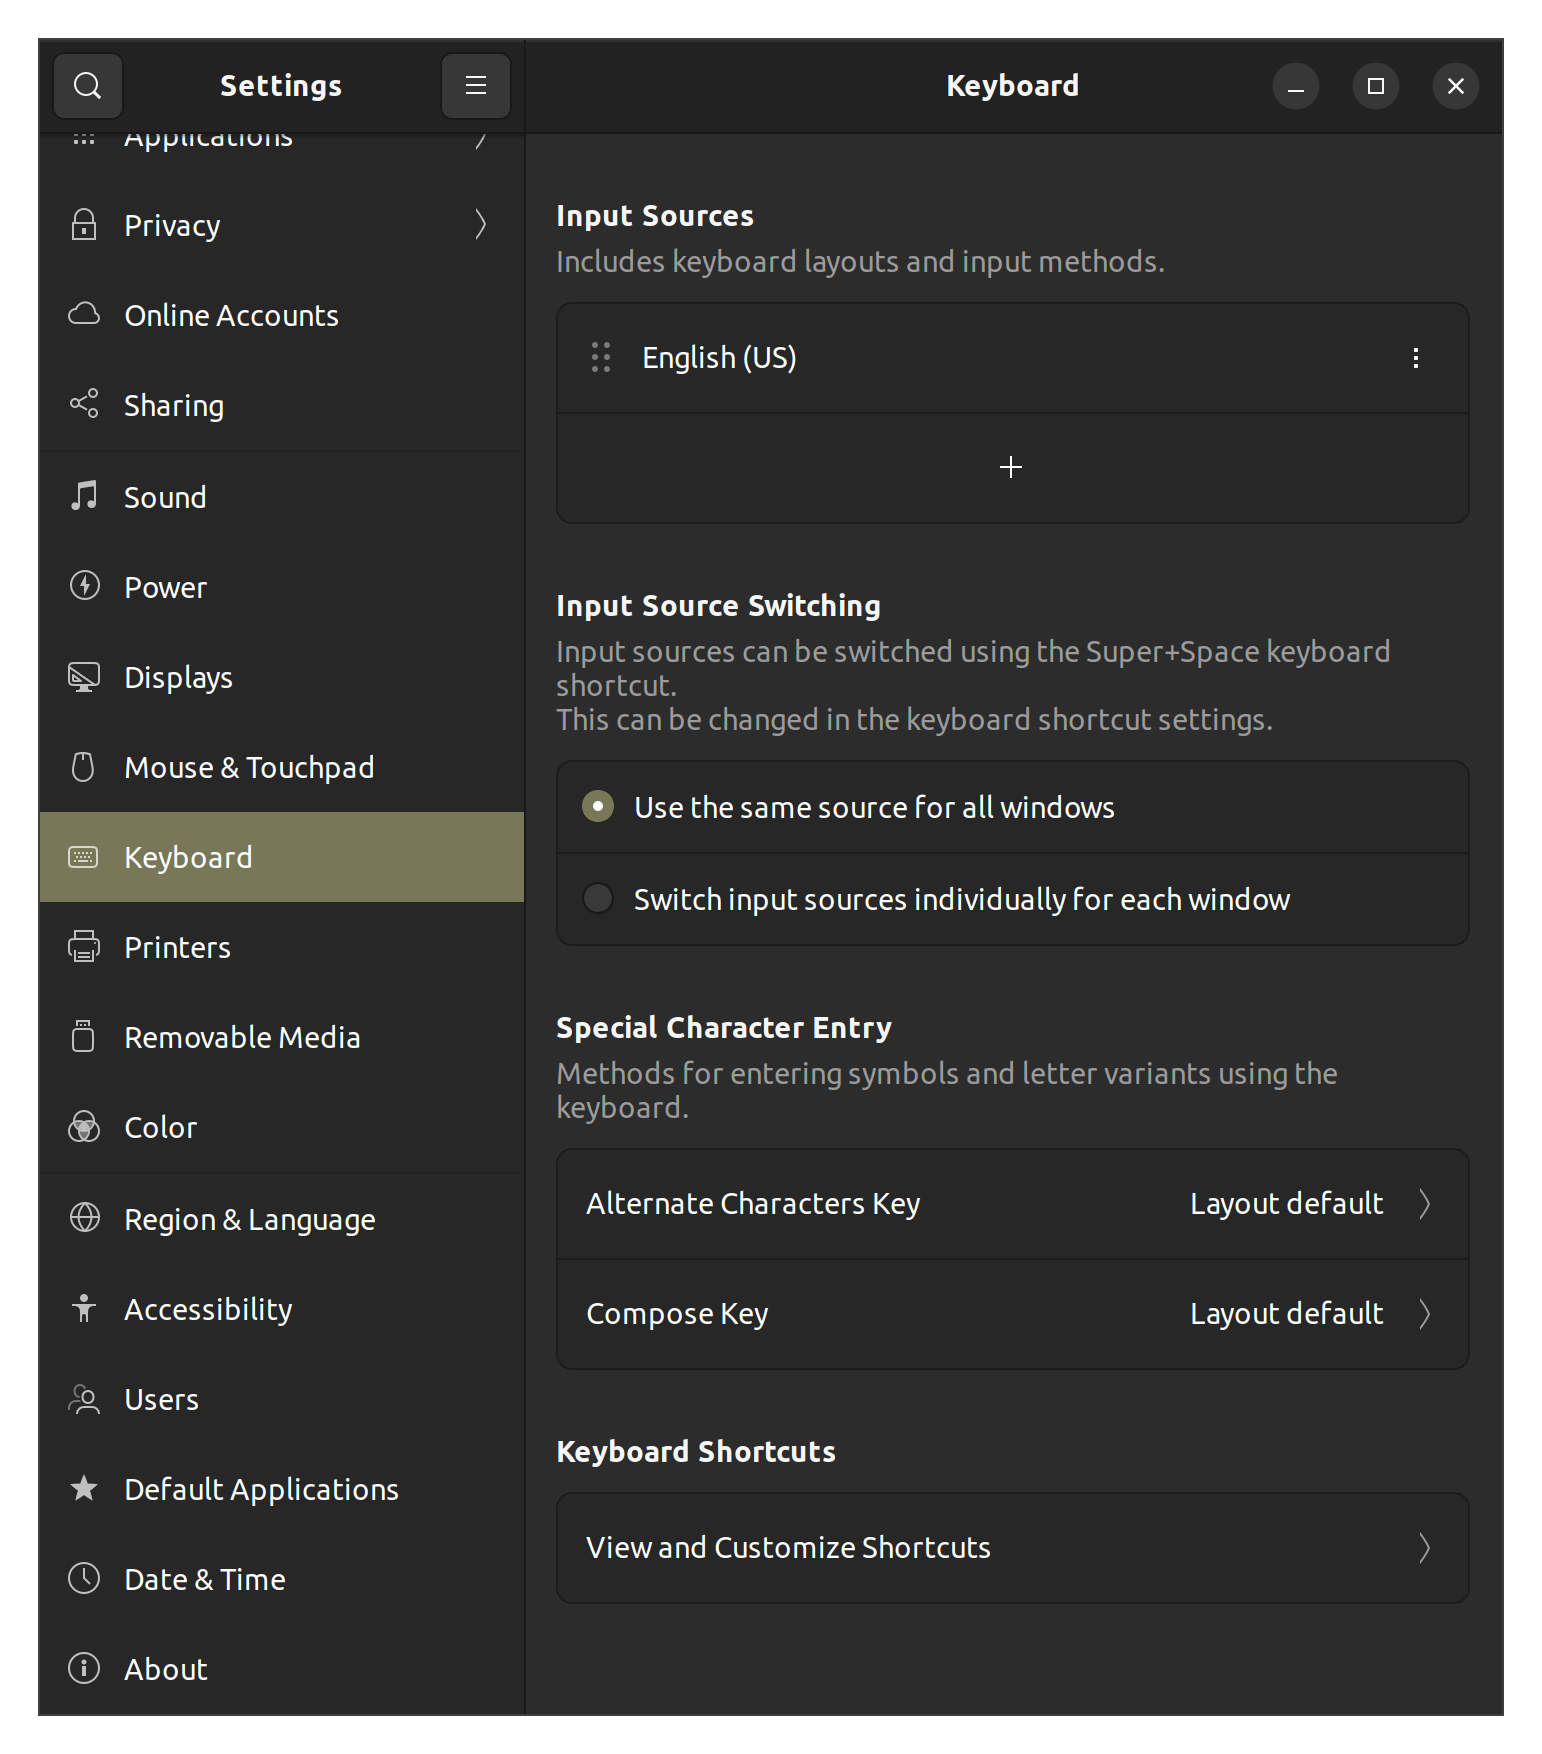 Settings
Keyboard
Applications
Privacy
Online Accounts
Sharing
Sound
Power
Displays
Mouse & Touchpad
Keyboard
Printers
Removable Media
Color
Region & Language
Accessibility
Users
Default Applications
Date & Time
About
Input Sources
Includes keyboard layouts and input methods.
English (US)
Input Source Switching
Input sources can be switched using the Super+Space keyboard
shortcut.
This can be changed in the keyboard shortcut settings.
Use the same source for all windows
Switch input sources individually for each window
Special Character Entry
Methods for entering symbols and letter variants using the
keyboard.
Alternate Characters Key Layout default
Compose Key Layout default
Keyboard Shortcuts
View and Customize Shortcuts